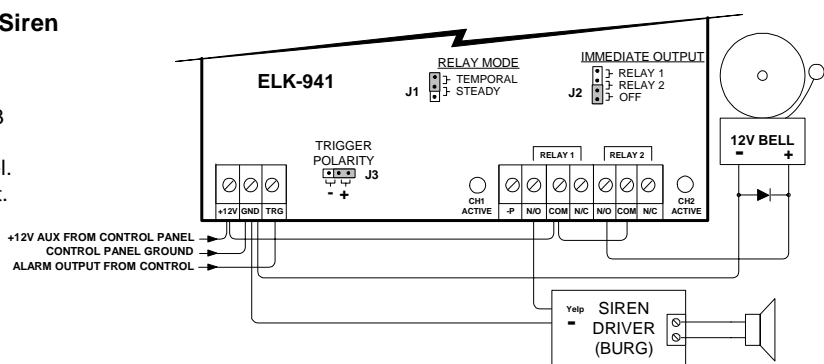 Siren
3
l.
t.
ELK-941
RELAY MODE
TEMPORAL
J1 STEADY
IMMEDIATE OUTPUT
RELAY 1
RELAY 2
J2 OFF
TRIGGER
POLARITY
J3
- +
RELAY 1 RELAY 2
CH1
ACTIVE
CH2
ACTIVE
+12V GND TRG
-P N/O COM N/C N/O COM N/C
12V BELL
- +
+12V AUX FROM CONTROL PANEL
CONTROL PANEL GROUND
ALARM OUTPUT FROM CONTROL
Yelp
-
SIREN
DRIVER
(BURG)